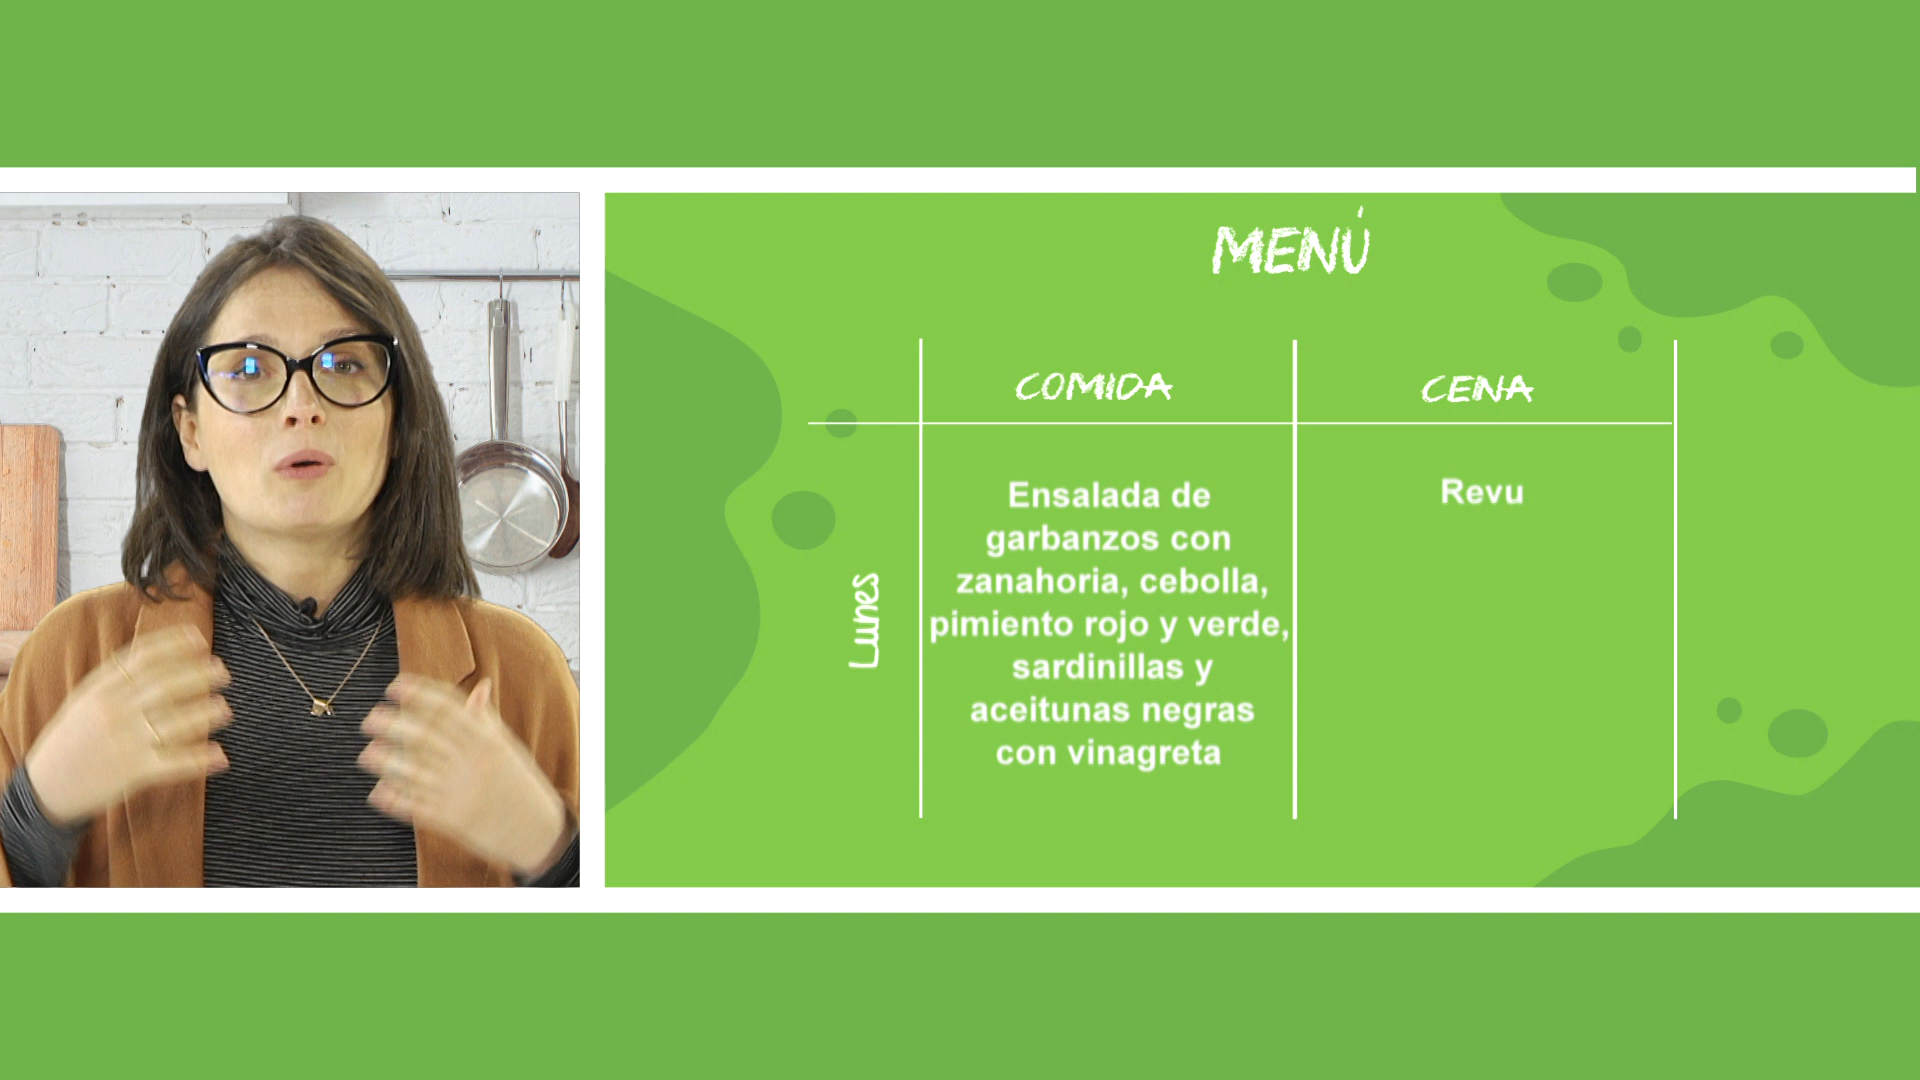 MENÚ
COMIDA
CENA
Lunes
Ensalada de
garbanzos con
zanahoria, cebolla,
pimiento rojo y verde,
sardinillas y
aceitunas negras
con vinagreta
Revu